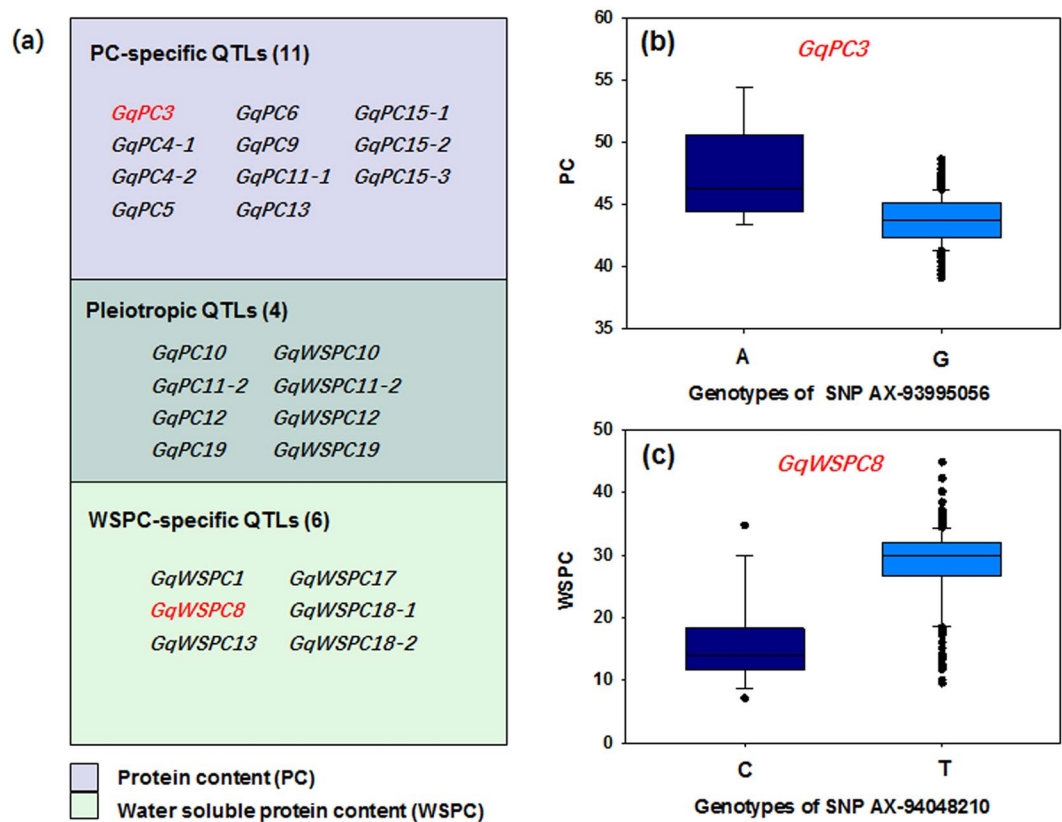 (a)
PC-specific QTLs (11)
GqPC3 GqPC6 GqPC15-1
GqPC4-1 GqPC9 GqPC15-2
GqPC4-2 GqPC11-1 GqPC15-3
GqPC5 GqPC13
Pleiotropic QTLs (4)
GqPC10 GqWSPC10
GqPC11-2 GqWSPC11-2
GqPC12 GqWSPC12
GqPC19 GqWSPC19
WSPC-specific QTLs (6)
GqWSPC1 GqWSPC17
GqWSPC8 GqWSPC18-1
GqWSPC13 GqWSPC18-2
Protein content (PC)
Water soluble protein content (WSPC)
(b)
GqPC3
PC
60
55
50
45
40
35
A G
Genotypes of SNP AX-93995056
(c)
GqWSPC8
WSPC
50
40
30
20
10
0
C T
Genotypes of SNP AX-94048210